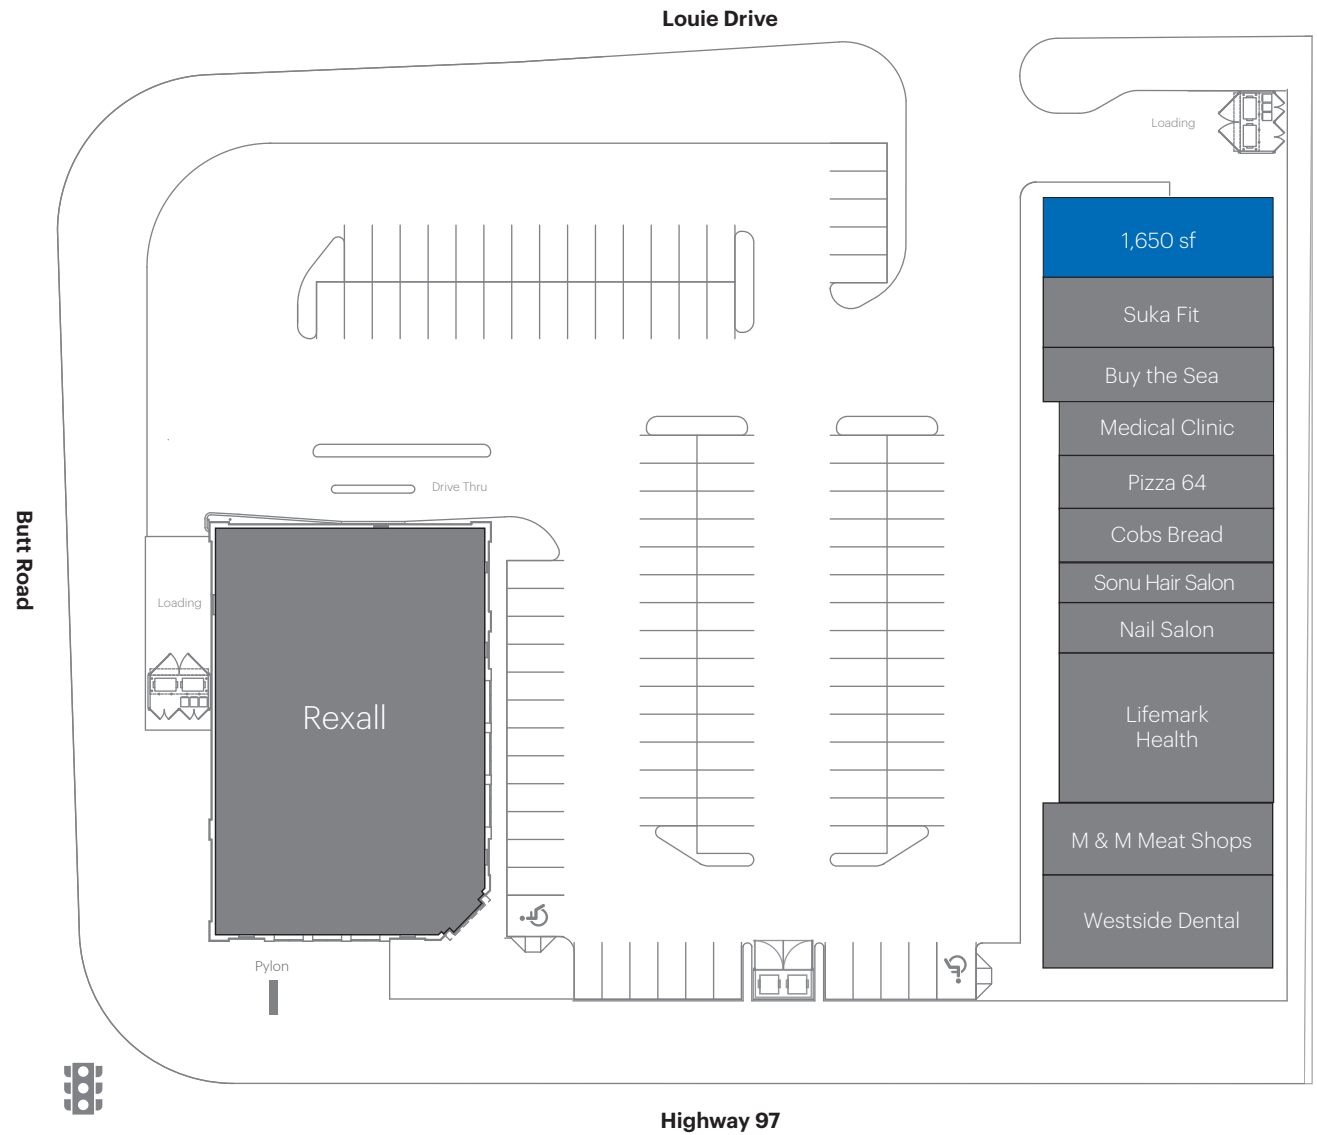 Louie Drive
Loading
1,650 sf
Suka Fit
Buy the Sea
Medical Clinic
Pizza 64
Drive Thru
Cobs Bread
Butt Road
Sonu Hair Salon
Loading
Nail Salon
Rexall
Lifemark
Health
M & M Meat Shops
Westside Dental
Pylon
Highway 97